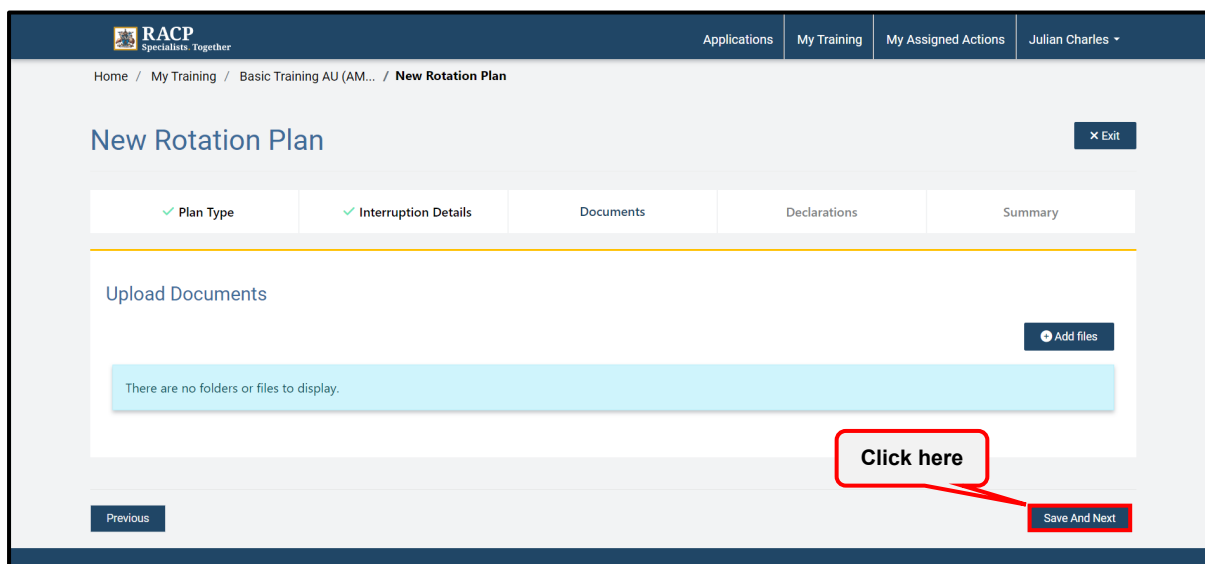 RACP
Specialists. Together
Applications
My Training
My Assigned Actions
Julian Charles
Home / My Training / Basic Training AU (AM... / New Rotation Plan
New Rotation Plan
× Exit
Plan Type
Interruption Details
Documents
Declarations
Summary
Upload Documents
Add files
There are no folders or files to display.
Click here
Previous
Save And Next